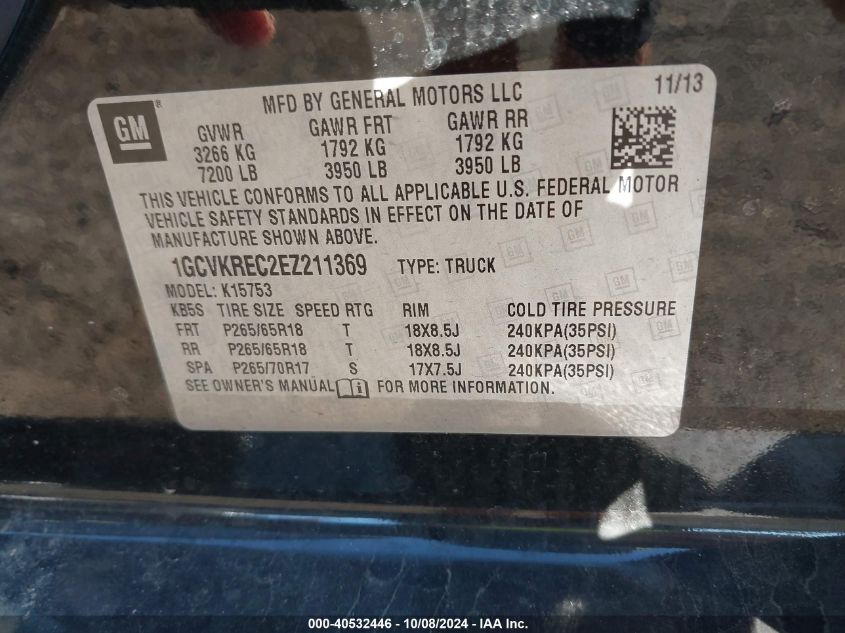 11/13
MFD BY GENERAL MOTORS LLC
GM®
GVWR GAWR FRT GAWR RR
3266 KG 1792 KG 1792 KG
7200 LB 3950 LB 3950 LB
THIS VEHICLE CONFORMS TO ALL APPLICABLE U.S. FEDERAL MOTOR
VEHICLE SAFETY STANDARDS IN EFFECT ON THE DATE OF
MANUFACTURE SHOWN ABOVE.
1GCVKREC2EZ211369 TYPE: TRUCK
MODEL: K15753
KB5S TIRE SIZE SPEED RTG RIM COLD TIRE PRESSURE
FRT P265/65R18 T 18X8.5J 240KPA(35PSI)
RR P265/65R18 T 18X8.5J 240KPA(35PSI)
SPA P265/70R17 S 17X7.5J 240KPA(35PSI)
SEE OWNER'S MANUAL FOR MORE INFORMATION.
000-40532446 - 10/08/2024 - IAA Inc.